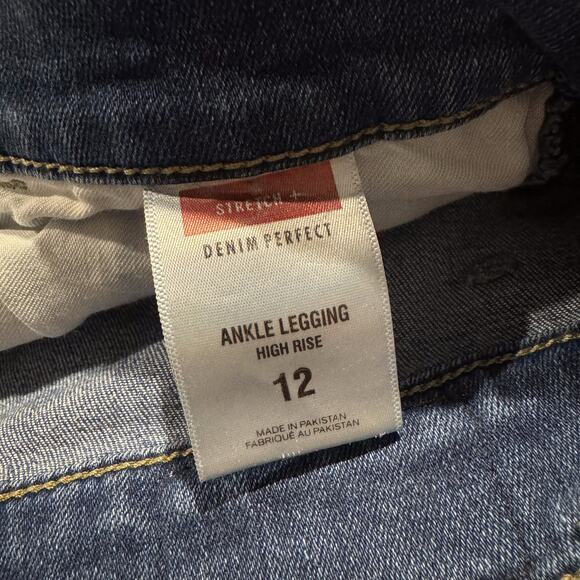 STRETCH +
DENIM PERFECT
ANKLE LEGGING
HIGH RISE
12
MADE IN PAKISTAN
FABRIQUÉ AU PAKISTAN